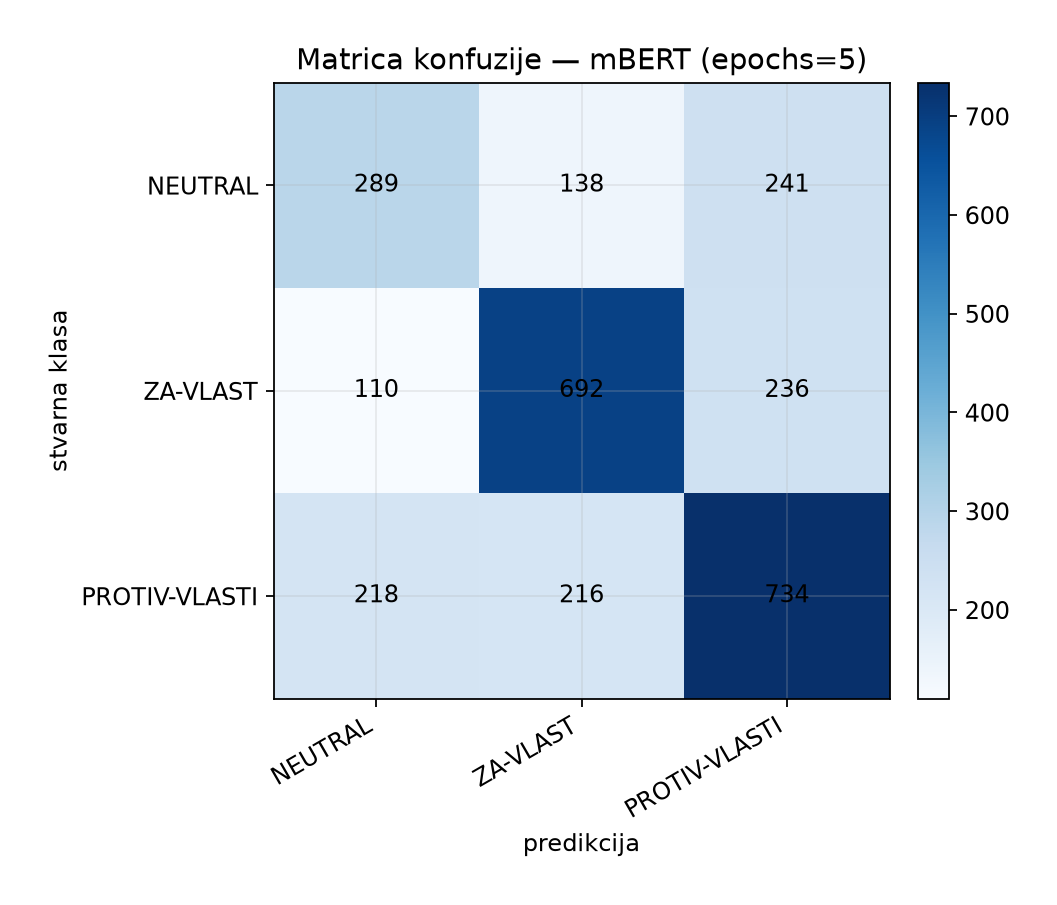 Matrica konfuzije — mBERT (epochs=5)
NEUTRAL 289 138 241
ZA-VLAST 110 692 236
PROTIV-VLASTI 218 216 734
stvarna klasa
NEUTRAL ZA-VLAST PROTIV-VLASTI
predikcija
700
600
500
400
300
200